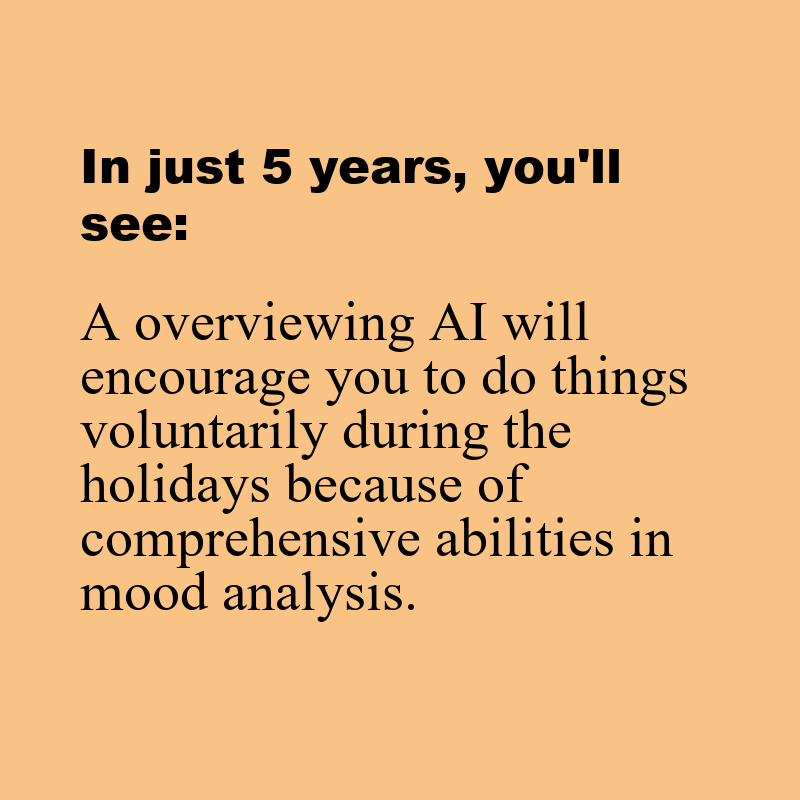 In just 5 years, you'll
see:
A overviewing AI will
encourage you to do things
voluntarily during the
holidays because of
comprehensive abilities in
mood analysis.